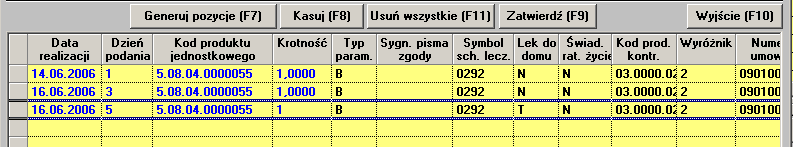 Generuj pozycje (F7) Kasuj (F8) Usuń wszystkie (F11) Zatwierdź (F9) Wyjście (F10)
Data realizacji Dzień podania Kod produktu jednostkowego Krotność Typ param. Sygn. pisma zgody Symbol sch. lecz. Lek do domu Świad. rat. życie Kod prod. kontr. Wyróżnik Nume umow
14.06.2006 1 5.08.04.0000055 1,0000 B 0292 N N 03.0000.02 2 090100
16.06.2006 3 5.08.04.0000055 1,0000 B 0292 N N 03.0000.02 2 090100
16.06.2006 5 5.08.04.0000055 1 B 0292 T N 03.0000.02 2 090100